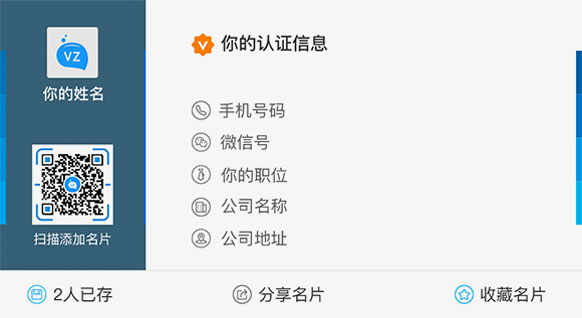 VZ
你的姓名
扫描添加名片
你的认证信息
手机号码
微信号
你的职位
公司名称
公司地址
2人已存
分享名片
收藏名片